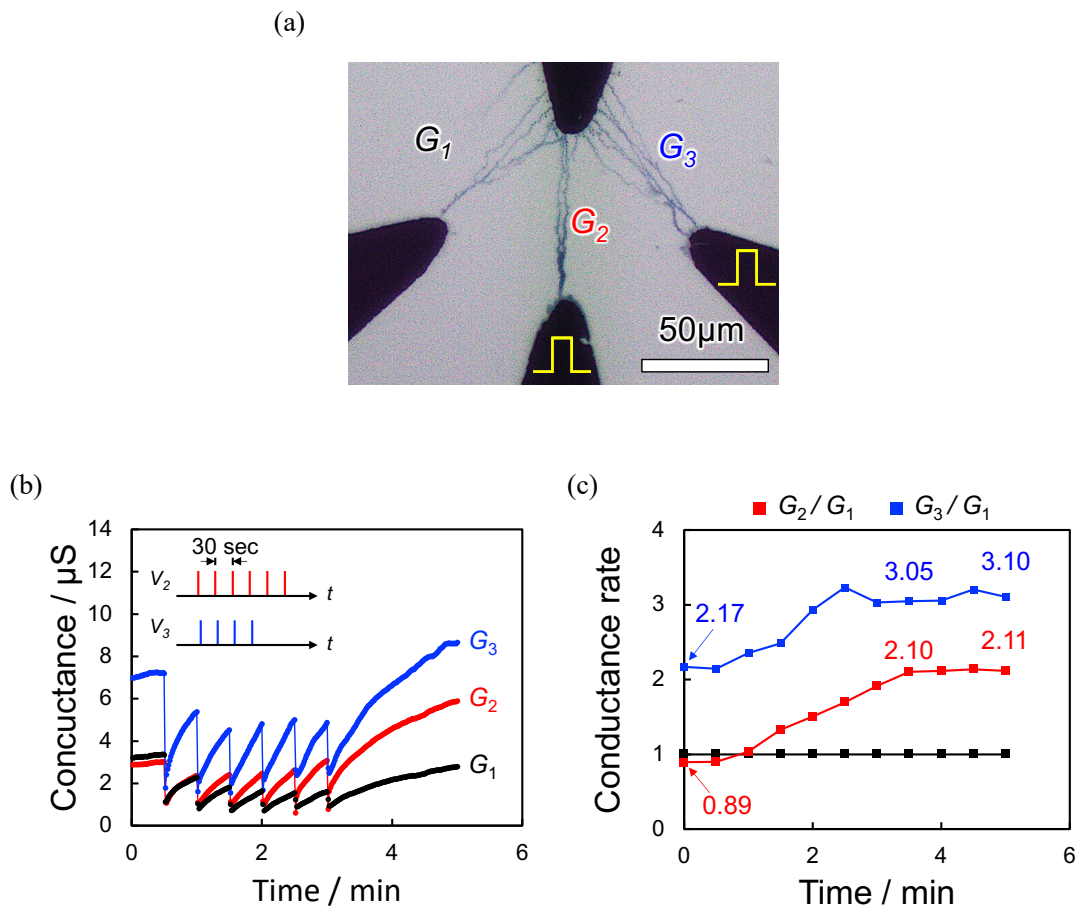 (a)
G1
G3
G2
50μm
(b)
Concuctance / μS
14
12
10
8
6
4
2
0
30 sec
V2
t
V3
t
G3
G2
G1
0
2
4
6
Time / min
(c)
G2 / G1
G3 / G1
Conductance rate
4
3
2
1
0
3.05
3.10
2.17
2.10
2.11
0.89
0
2
4
6
Time / min